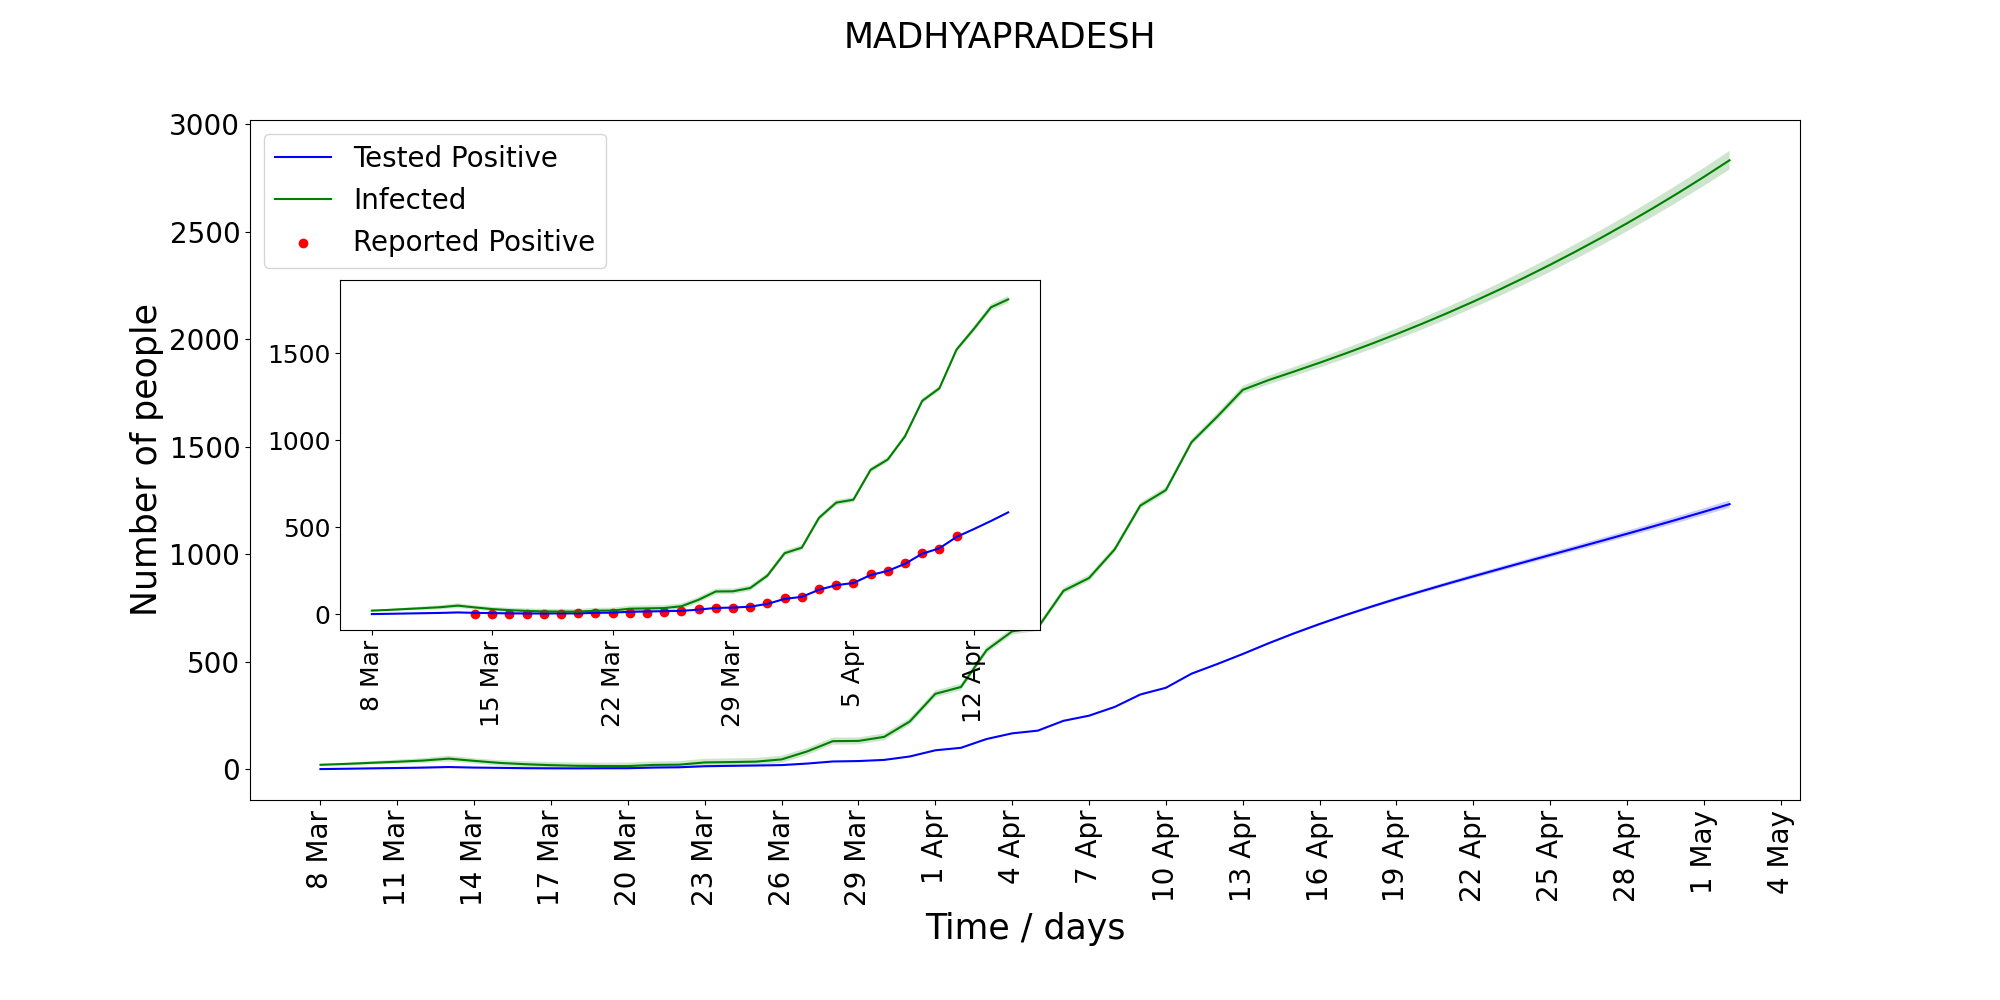 MADHYAPRADESH
3000
2500
2000
1500
1000
500
0
Number of people
Tested Positive
Infected
Reported Positive
1500
1000
500
0
8 Mar
15 Mar
22 Mar
29 Mar
5 Apr
12 Apr
8 Mar
11 Mar
14 Mar
17 Mar
20 Mar
23 Mar
26 Mar
29 Mar
1 Apr
4 Apr
7 Apr
10 Apr
13 Apr
16 Apr
19 Apr
22 Apr
25 Apr
28 Apr
1 May
4 May
Time / days